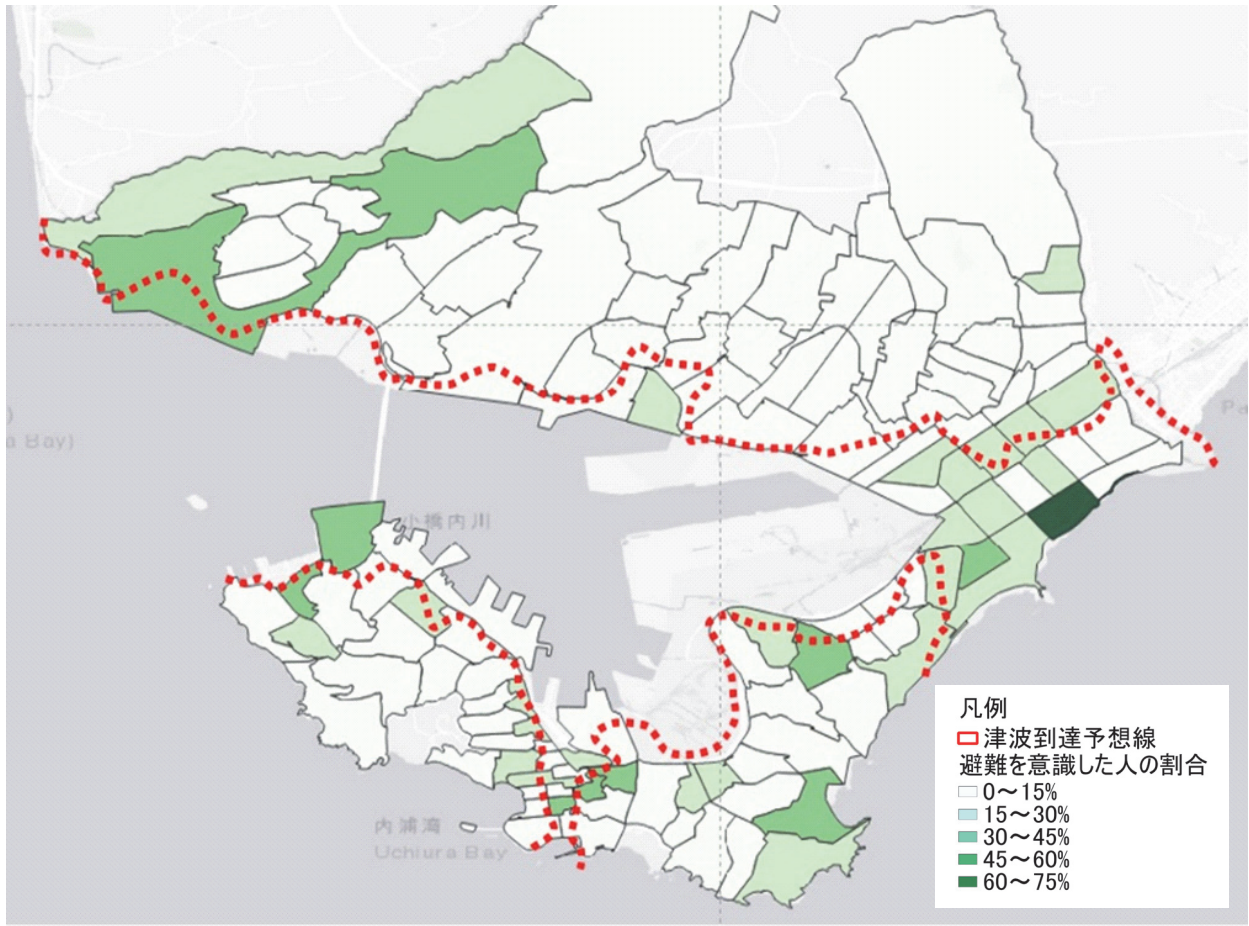 )
a Bay)
Pa
小橋内川
内浦湾
Uchiura Bay
凡例
津波到達予想線
避難を意識した人の割合
0～15%
15～30%
30～45%
45～60%
60～75%